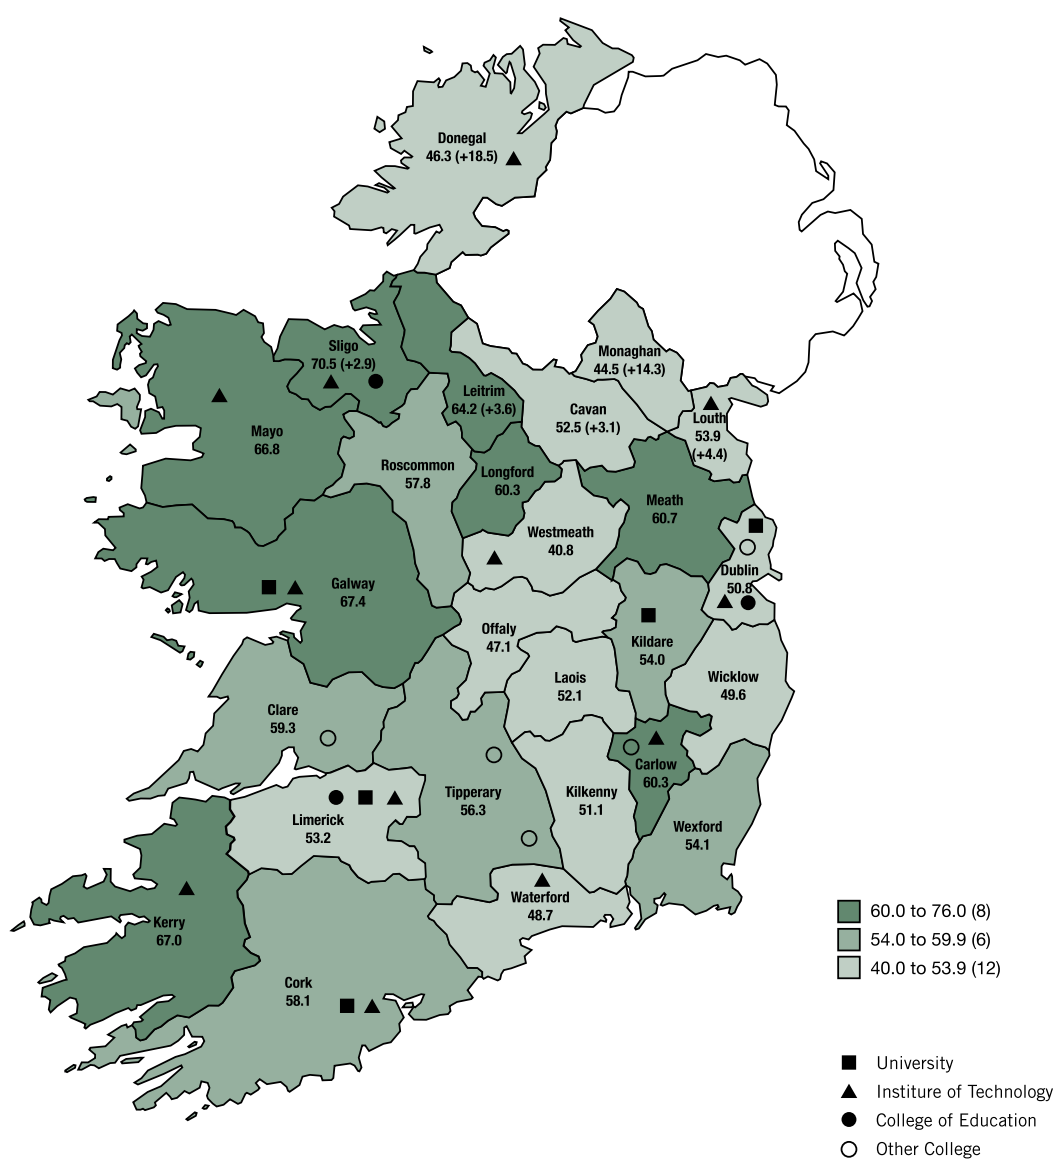 Donegal
46.3 (+18.5)
Sligo
70.5 (+2.9)
Monaghan
44.5 (+14.3)
Leitrim
64.2 (+3.6)
Cavan
52.5 (+3.1)
Louth
53.9
(+4.4)
Mayo
66.8
Roscommon
57.8
Longford
60.3
Meath
60.7
Westmeath
40.8
Dublin
50.8
Galway
67.4
Offaly
47.1
Kildare
54.0
Laois
52.1
Wicklow
49.6
Clare
59.3
Carlow
60.3
Tipperary
56.3
Kilkenny
51.1
Limerick
53.2
Wexford
54.1
Waterford
48.7
Kerry
67.0
Cork
58.1
60.0 to 76.0 (8)
54.0 to 59.9 (6)
40.0 to 53.9 (12)
University
Institure of Technology
College of Education
Other College